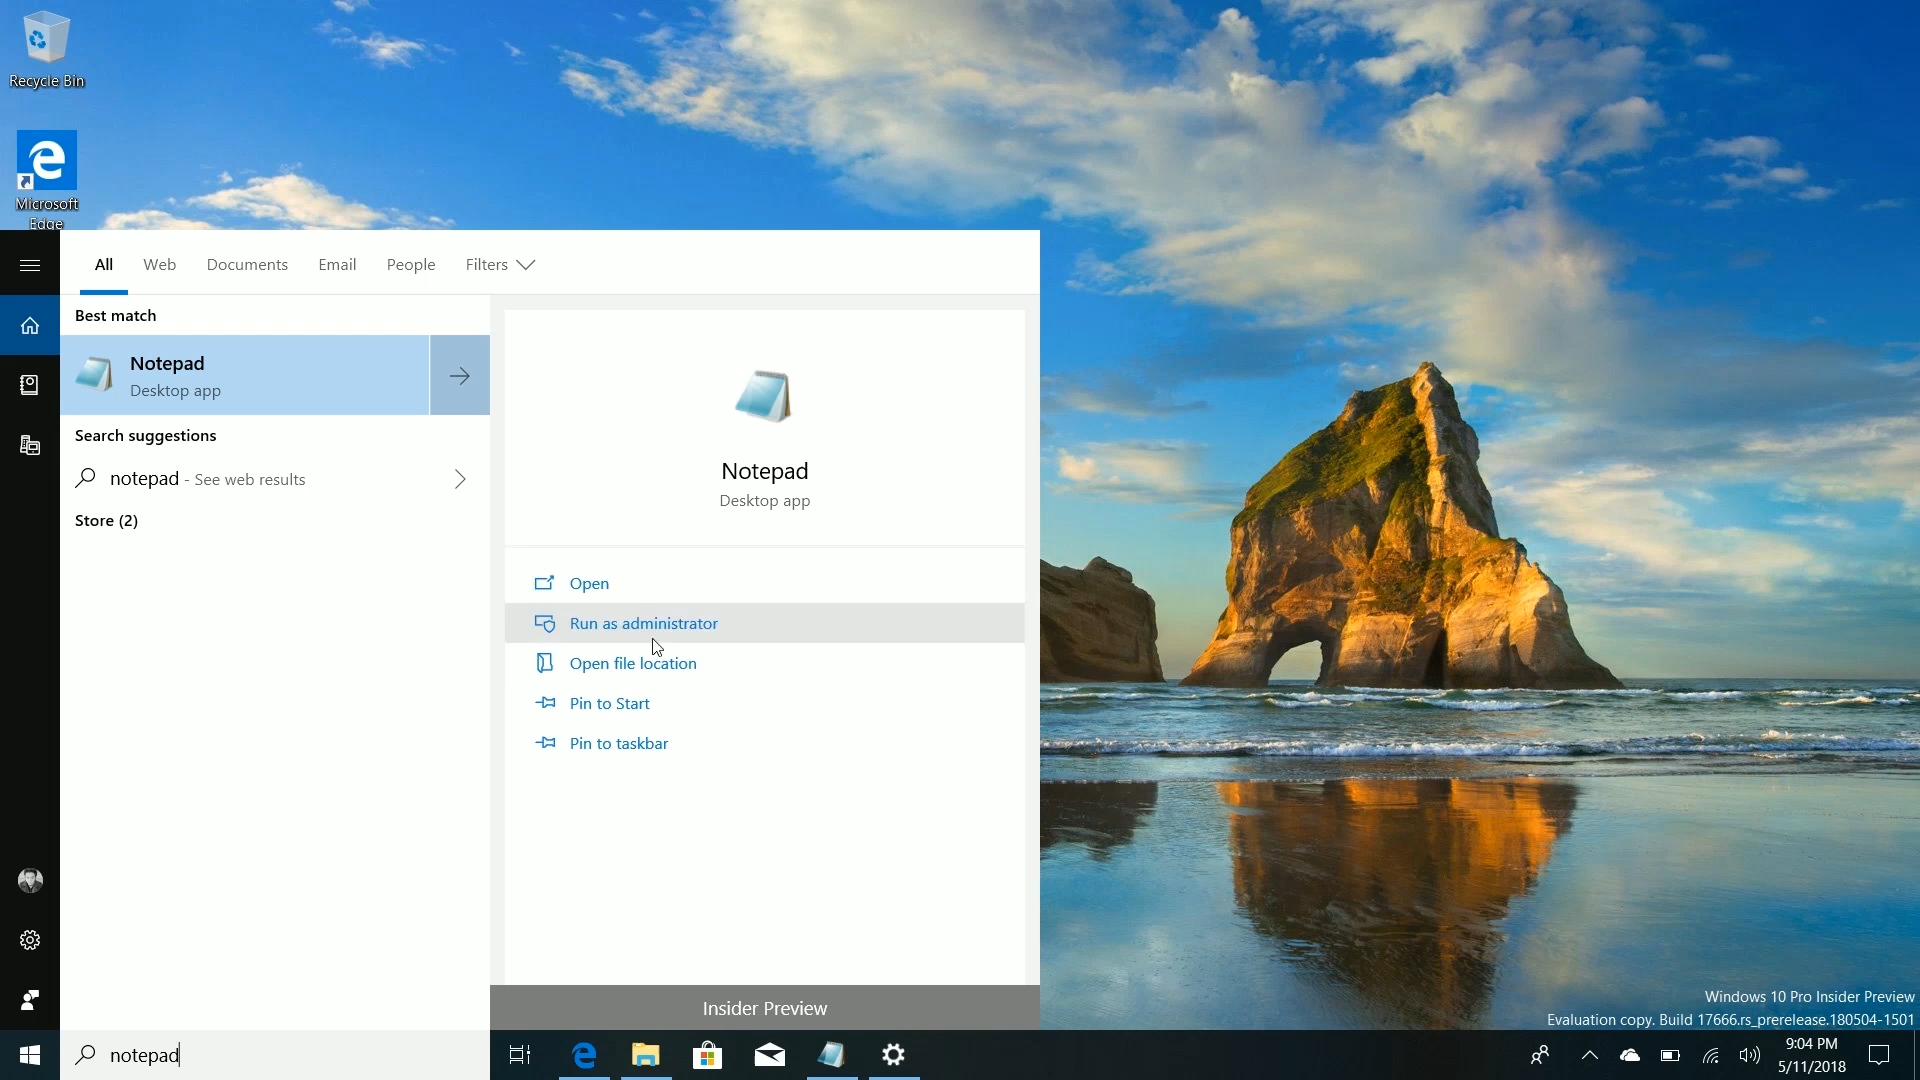 Recycle Bin
Microsoft
Edge
All Web Documents Email People Filters
Best match
Notepad
Desktop app
Search suggestions
notepad - See web results
Store (2)
Notepad
Desktop app
Open
Run as administrator
Open file location
Pin to Start
Pin to taskbar
Insider Preview
Windows 10 Pro Insider Preview
Evaluation copy. Build 17666.rs_prerelease.180504-1501
notepad
9:04 PM
5/11/2018